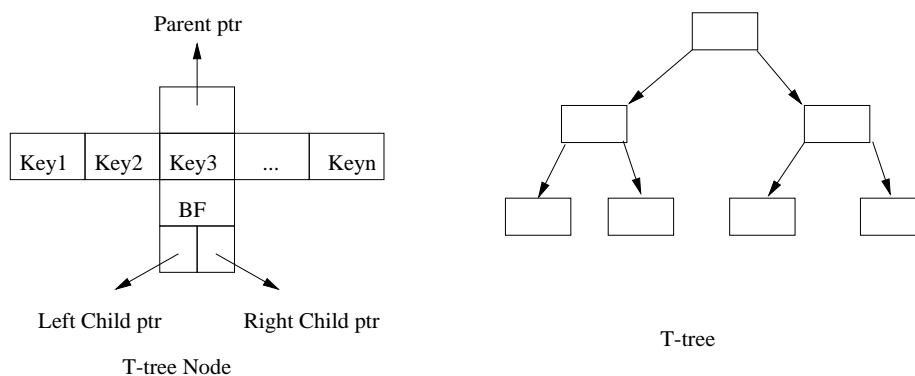 Parent ptr
Key1 Key2 Key3 ... Keyn
BF
Left Child ptr Right Child ptr
T-tree Node
T-tree